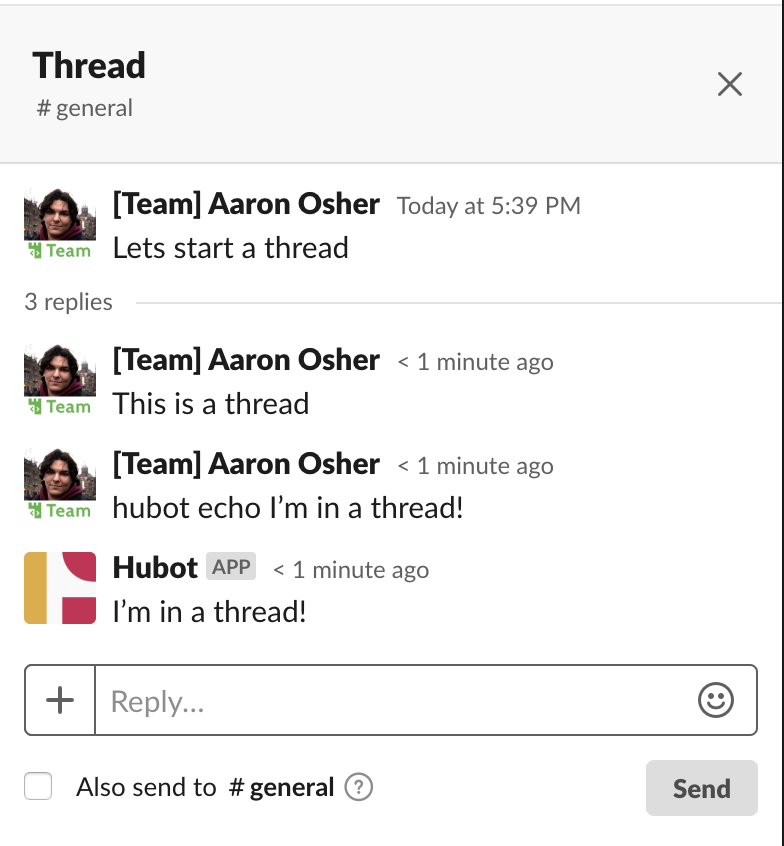 Thread
# general
[Team] Aaron Osher Today at 5:39 PM
Team
Lets start a thread
3 replies
[Team] Aaron Osher < 1 minute ago
Team
This is a thread
[Team] Aaron Osher < 1 minute ago
Team
hubot echo I’m in a thread!
Hubot APP < 1 minute ago
I’m in a thread!
+ Reply...
Also send to # general ?
Send